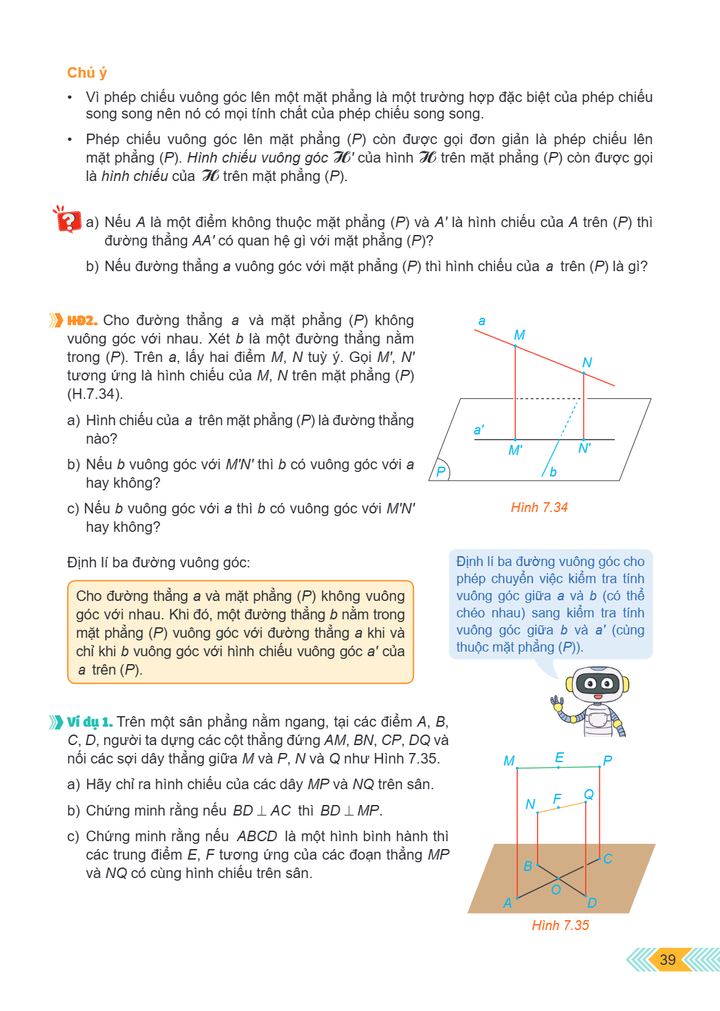 Chú ý
• Vì phép chiếu vuông góc lên một mặt phẳng là một trường hợp đặc biệt của phép chiếu
song song nên nó có mọi tính chất của phép chiếu song song.
• Phép chiếu vuông góc lên mặt phẳng (P) còn được gọi đơn giản là phép chiếu lên
mặt phẳng (P). Hình chiếu vuông góc ℋ' của hình ℋ trên mặt phẳng (P) còn được gọi
là hình chiếu của ℋ trên mặt phẳng (P).
?
a) Nếu A là một điểm không thuộc mặt phẳng (P) và A' là hình chiếu của A trên (P) thì
đường thẳng AA' có quan hệ gì với mặt phẳng (P)?
b) Nếu đường thẳng a vuông góc với mặt phẳng (P) thì hình chiếu của a trên (P) là gì?
HĐ2. Cho đường thẳng a và mặt phẳng (P) không
vuông góc với nhau. Xét b là một đường thẳng nằm
trong (P). Trên a, lấy hai điểm M, N tuỳ ý. Gọi M', N'
tương ứng là hình chiếu của M, N trên mặt phẳng (P)
(H.7.34).
a) Hình chiếu của a trên mặt phẳng (P) là đường thẳng
nào?
b) Nếu b vuông góc với M'N' thì b có vuông góc với a
hay không?
c) Nếu b vuông góc với a thì b có vuông góc với M'N'
hay không?
a
M
N
a'
M'
N'
P
b
Hình 7.34
Định lí ba đường vuông góc:
Cho đường thẳng a và mặt phẳng (P) không vuông
góc với nhau. Khi đó, một đường thẳng b nằm trong
mặt phẳng (P) vuông góc với đường thẳng a khi và
chỉ khi b vuông góc với hình chiếu vuông góc a' của
a trên (P).
Định lí ba đường vuông góc cho
phép chuyển việc kiểm tra tính
vuông góc giữa a và b (có thể
chéo nhau) sang kiểm tra tính
vuông góc giữa b và a' (cùng
thuộc mặt phẳng (P)).
Ví dụ 1. Trên một sân phẳng nằm ngang, tại các điểm A, B,
C, D, người ta dựng các cột thẳng đứng AM, BN, CP, DQ và
nối các sợi dây thẳng giữa M và P, N và Q như Hình 7.35.
a) Hãy chỉ ra hình chiếu của các dây MP và NQ trên sân.
b) Chứng minh rằng nếu BD ⊥ AC thì BD ⊥ MP.
c) Chứng minh rằng nếu ABCD là một hình bình hành thì
các trung điểm E, F tương ứng của các đoạn thẳng MP
và NQ có cùng hình chiếu trên sân.
M
E
P
N
F
Q
B
C
O
A
D
Hình 7.35
39